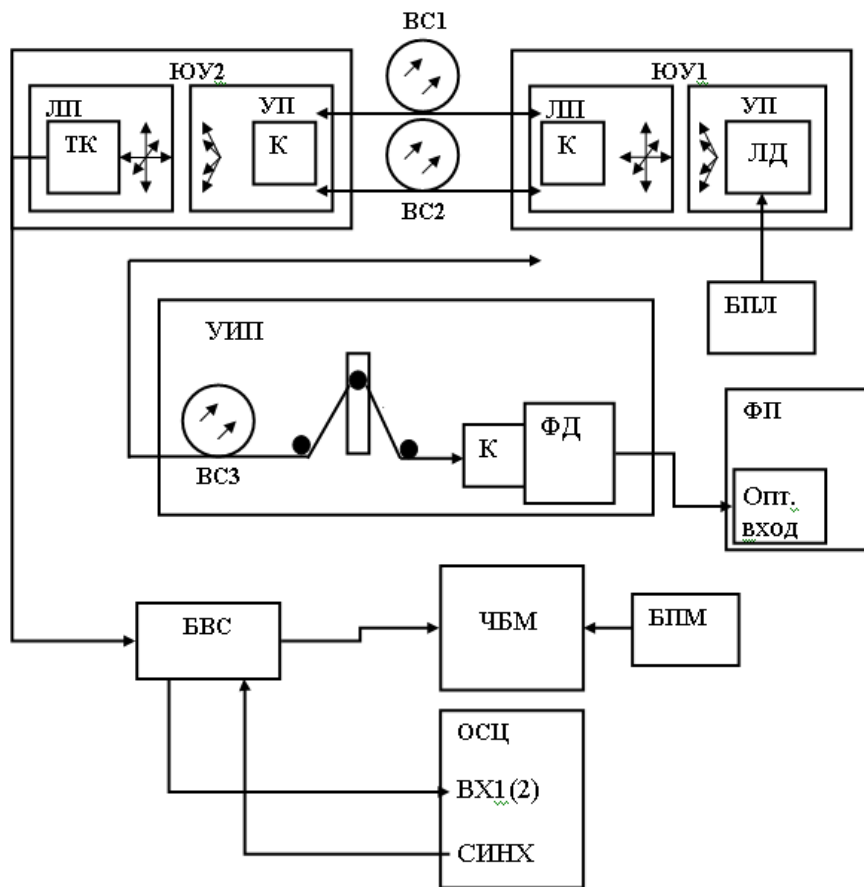 ВС1
ЮУ2
ЮУ1
ЛП
УП
ЛП
УП
ТК
К
К
ЛД
ВС2
БПЛ
УИП
ФП
ФД
К
ВС3
Опт.
вход
БВС
ЧБМ
БПМ
ОСЦ
ВХ1(2)
СИНХ